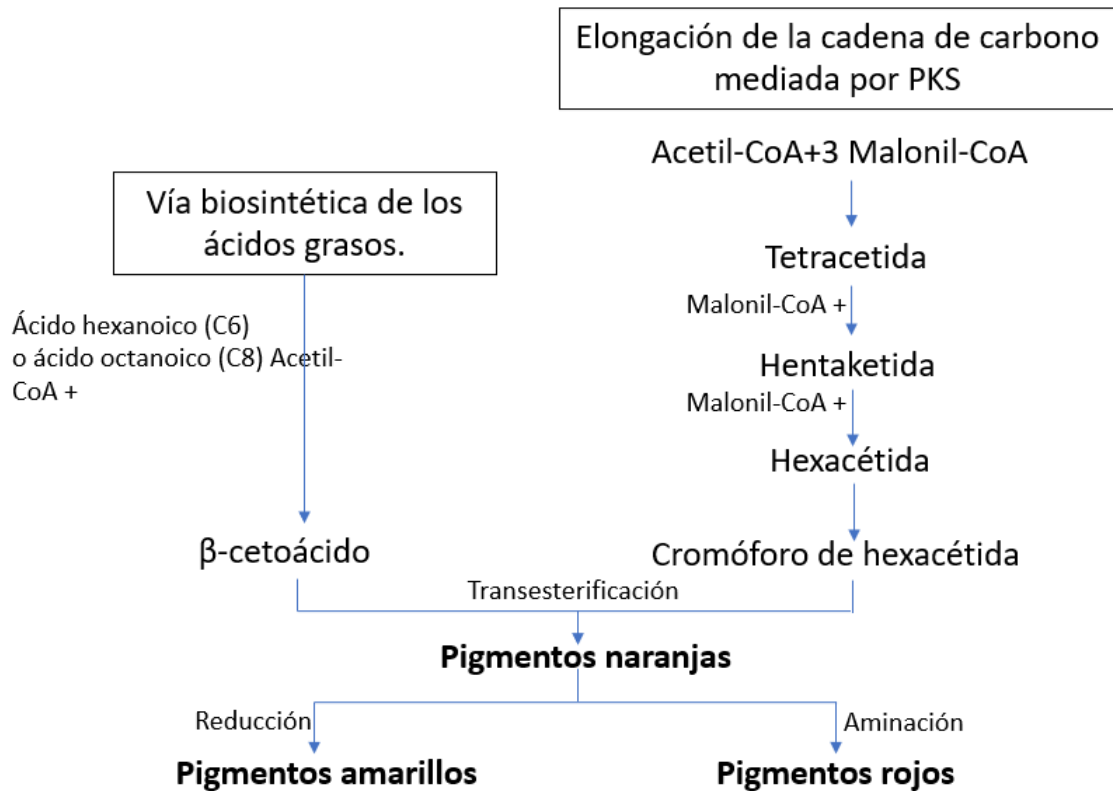 Elongación de la cadena de carbono
mediada por PKS
Acetil-CoA+3 Malonil-CoA
Vía biosintética de los
ácidos grasos.
Tetracetida
Malonil-CoA +
Ácido hexanoico (C6)
o ácido octanoico (C8) Acetil-
CoA +
Hentaketida
Malonil-CoA +
Hexacétida
β-cetoácido
Cromóforo de hexacétida
Transesterificación
Pigmentos naranjas
Reducción
Aminación
Pigmentos amarillos
Pigmentos rojos